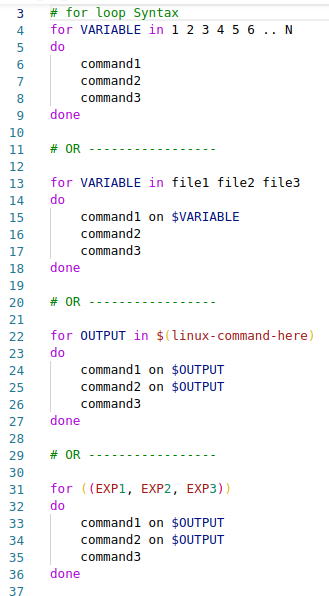 3 # for loop Syntax
4 for VARIABLE in 1 2 3 4 5 6 .. N
5 do
6     command1
7     command2
8     command3
9 done
10
11 # OR -----------------
12
13 for VARIABLE in file1 file2 file3
14 do
15     command1 on $VARIABLE
16     command2
17     command3
18 done
19
20 # OR -----------------
21
22 for OUTPUT in $(linux-command-here)
23 do
24     command1 on $OUTPUT
25     command2 on $OUTPUT
26     command3
27 done
28
29 # OR -----------------
30
31 for ((EXP1, EXP2, EXP3))
32 do
33     command1 on $OUTPUT
34     command2 on $OUTPUT
35     command3
36 done
37